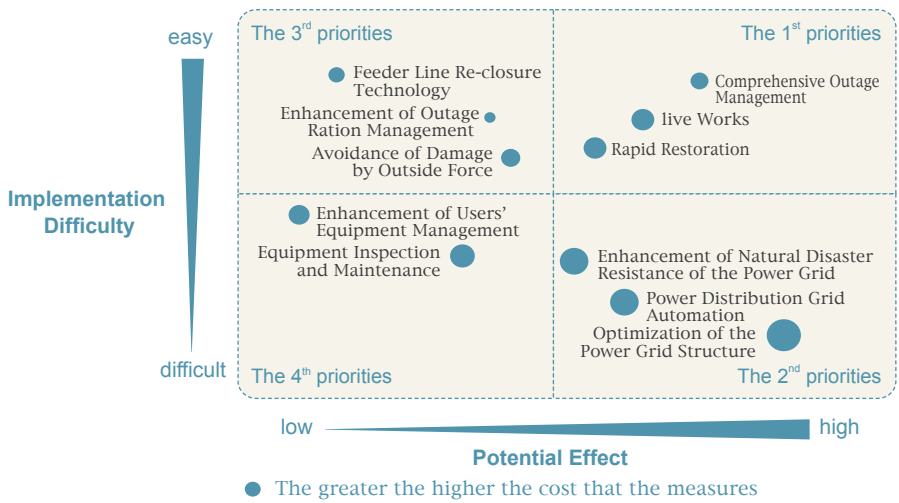 easy
Implementation
Difficulty
difficult
The 3rd priorities
Feeder Line Re-closure
Technology
Enhancement of Outage
Ration Management
Avoidance of Damage
by Outside Force
The 1st priorities
Comprehensive Outage
Management
live Works
Rapid Restoration
Enhancement of Users'
Equipment Management
Equipment Inspection
and Maintenance
The 4th priorities
Enhancement of Natural Disaster
Resistance of the Power Grid
Power Distribution Grid
Automation
Optimization of the
Power Grid Structure
The 2nd priorities
low
high
Potential Effect
The greater the higher the cost that the measures